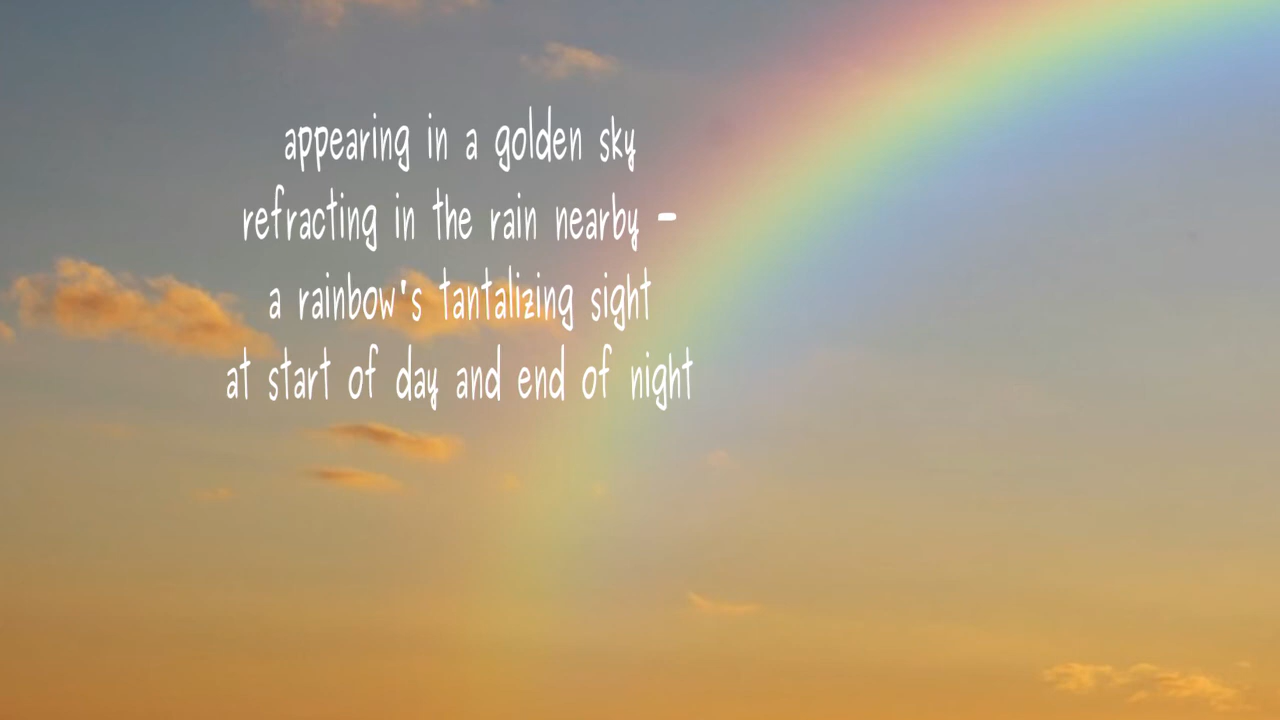 appearing in a golden sky
refracting in the rain nearby -
a rainbow's tantalizing sight
at start of day and end of night